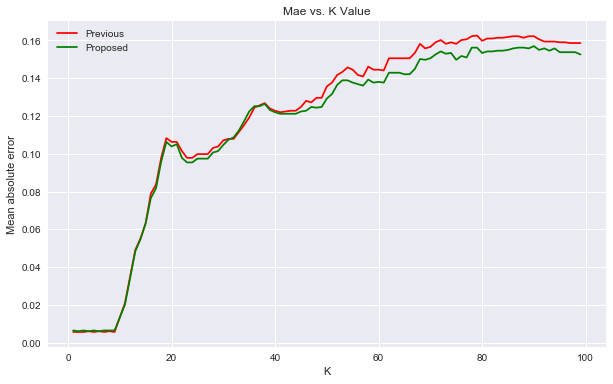 Mae vs. K Value
Previous
Proposed
Mean absolute error
0.16
0.14
0.12
0.10
0.08
0.06
0.04
0.02
0.00
0 20 40 60 80 100
K